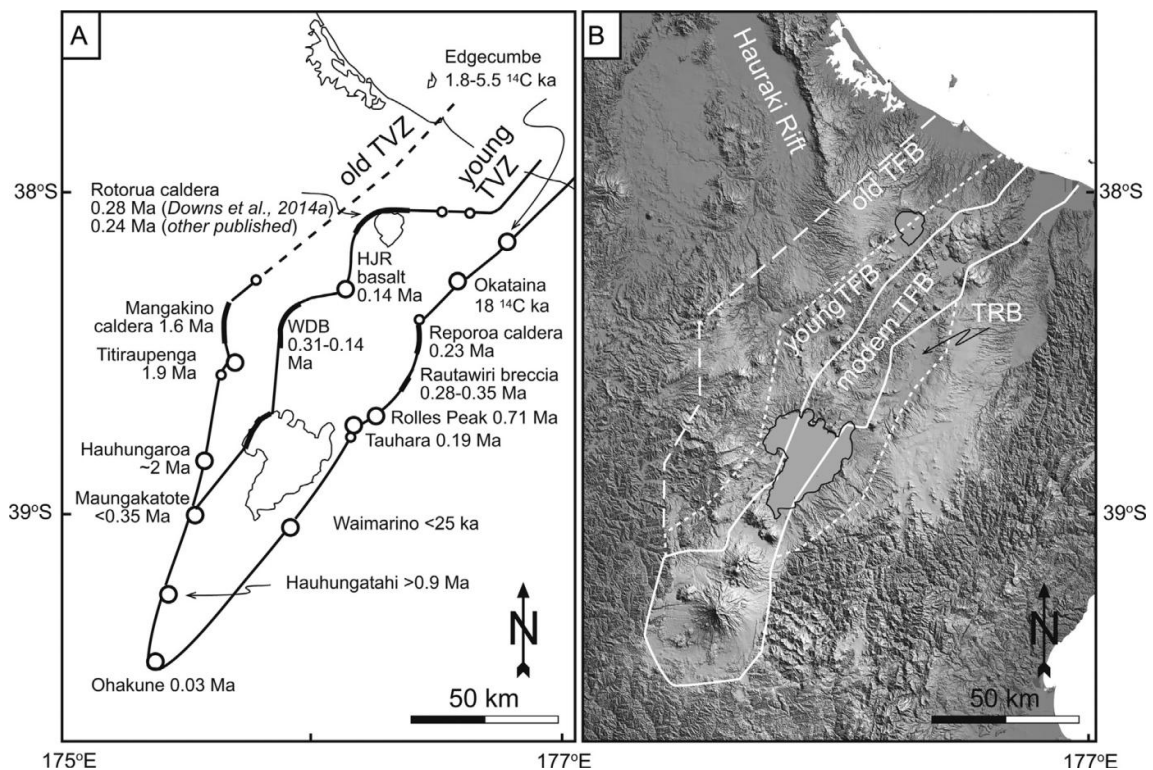 A
Edgecumbe
1.8-5.5 ¹⁴C ka
old TVZ
young
TVZ
38°S
Rotorua caldera
0.28 Ma (Downs et al., 2014a)
0.24 Ma (other published)
HJR
basalt
0.14 Ma
Okataina
18 ¹⁴C ka
Mangakino
caldera 1.6 Ma
WDB
0.31-0.14
Ma
Reporoa caldera
0.23 Ma
Titiraupenga
1.9 Ma
Rautawiri breccia
0.28-0.35 Ma
Rolles Peak 0.71 Ma
Tauhara 0.19 Ma
Hauhungaroa
~2 Ma
Maungakatote
<0.35 Ma
39°S
Waimarino <25 ka
Hauhungatahi >0.9 Ma
N
Ohakune 0.03 Ma
50 km
175°E
177°E
B
Hauraki Rift
old TFB
38°S
young TFB
modern TFB
TRB
39°S
N
50 km
177°E